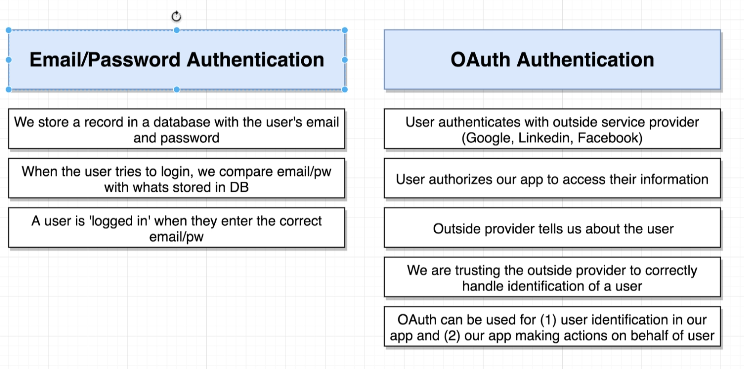 Email/Password Authentication
We store a record in a database with the user's email
and password
When the user tries to login, we compare email/pw
with whats stored in DB
A user is 'logged in' when they enter the correct
email/pw
OAuth Authentication
User authenticates with outside service provider
(Google, Linkedin, Facebook)
User authorizes our app to access their information
Outside provider tells us about the user
We are trusting the outside provider to correctly
handle identification of a user
OAuth can be used for (1) user identification in our
app and (2) our app making actions on behalf of user